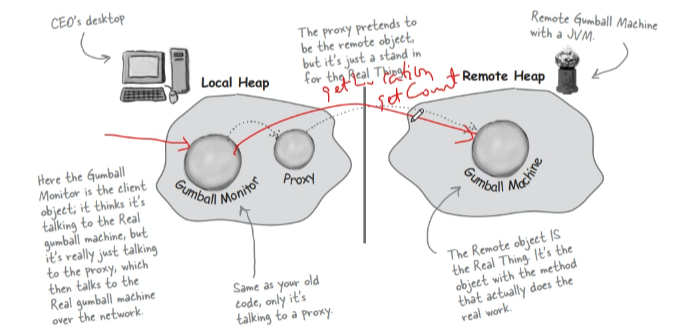 CEO's desktop
The proxy pretends to
be the remote object,
but it's just a stand in
for the Real Thing.
Remote Gumball Machine
with a JVM.
Local Heap
Remote Heap
getLocation
getCount
Gumball Monitor
Proxy
Gumball Machine
Here the Gumball
Monitor is the client
object; it thinks it's
talking to the Real
gumball machine, but
it's really just talking
to the proxy, which
then talks to the
Real gumball machine
over the network.
Same as your old
code, only it's
talking to a proxy.
The Remote object IS
the Real Thing. It's the
object with the method
that actually does the
real work.